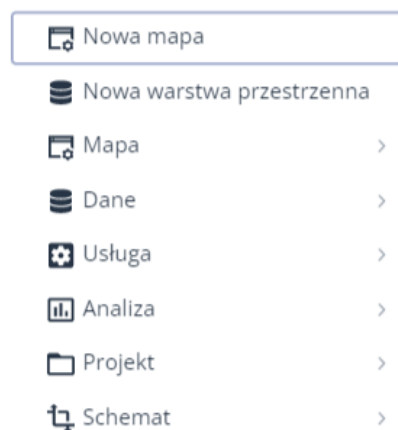 Nowa mapa
Nowa warstwa przestrzenna
Mapa
Dane
Usługa
Analiza
Projekt
Schemat